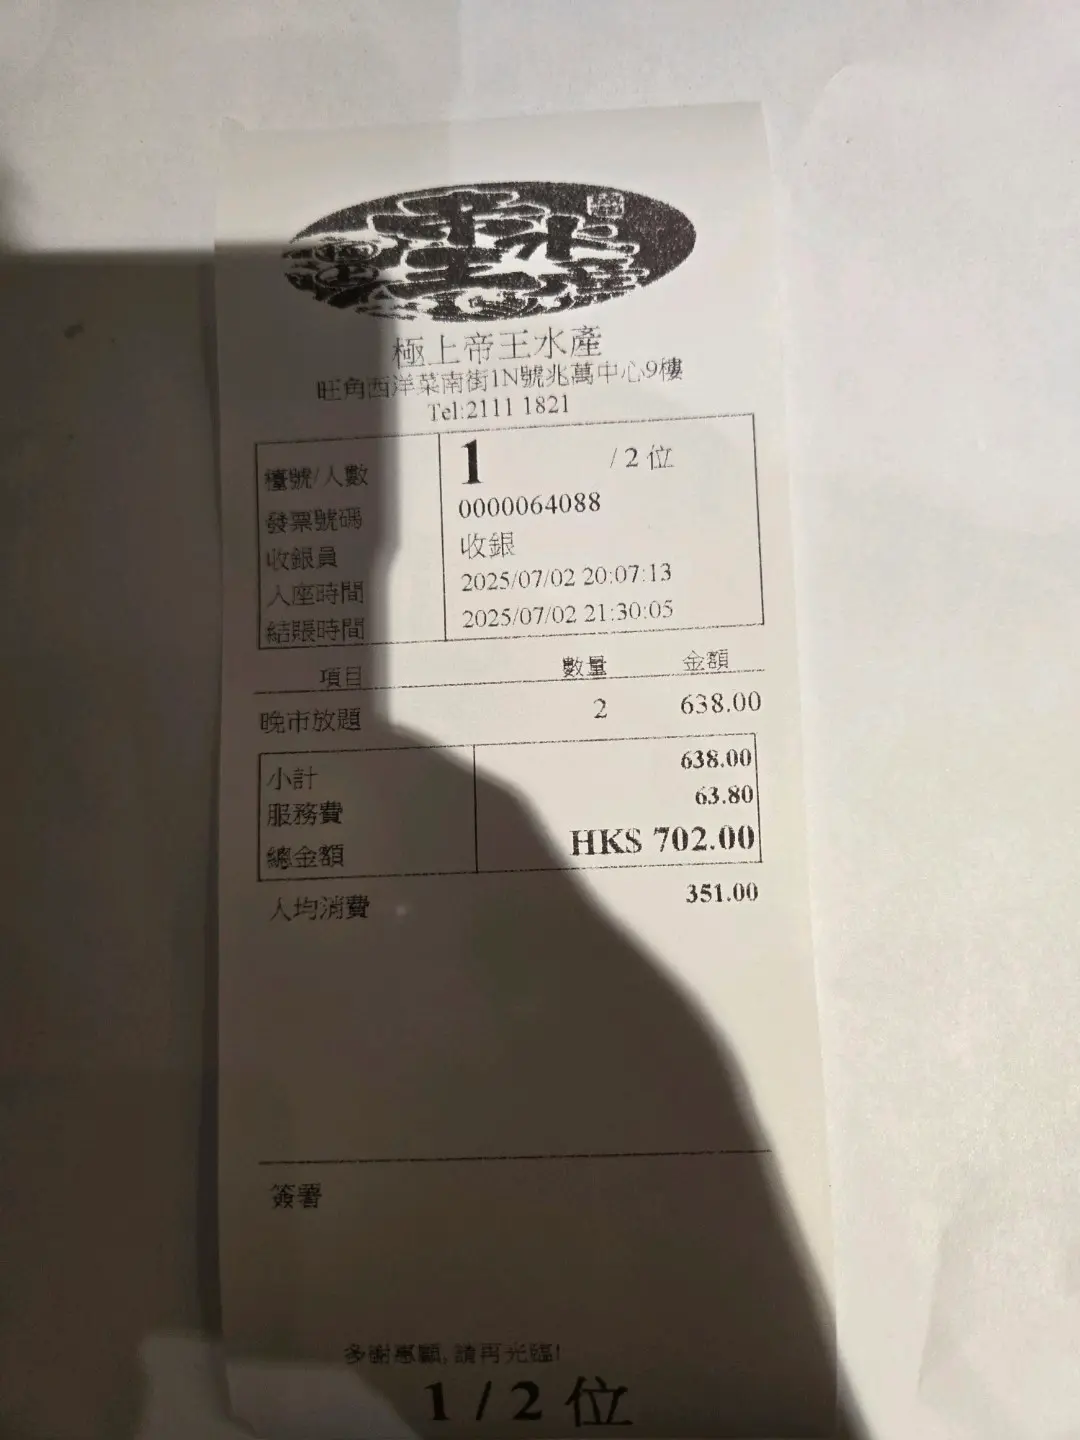 帝王水產
極上帝王水產
旺角西洋菜南街1N號兆萬中心9樓
Tel:2111 1821
檯號/人數 1 /2 位
發票號碼 0000064088
收銀員 收銀
入座時間 2025/07/02 20:07:13
結賬時間 2025/07/02 21:30:05
項目 數量 金額
晚市放題 2 638.00
小計 638.00
服務費 63.80
總金額 HK$ 702.00
人均消費 351.00
簽署
多謝惠顧,請再光臨!
1 / 2 位